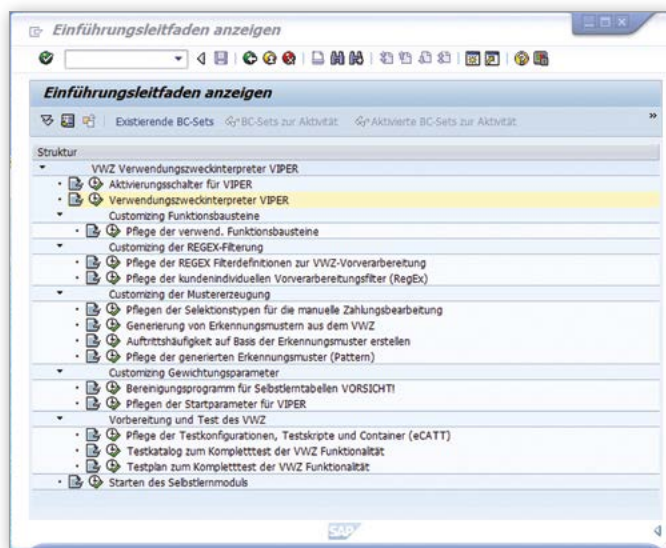 Einführungsleitfaden anzeigen
Einführungsleitfaden anzeigen
Existierende BC-Sets BC-Sets zur Aktivität Aktivierte BC-Sets zur Aktivität »
Struktur
VWZ Verwendungszweckinterpreter VIPER
Aktivierungsschalter für VIPER
Verwendungszweckinterpreter VIPER
Customizing Funktionsbausteine
Pflege der verwend. Funktionsbausteine
Customizing der REGEX-Filterung
Pflege der REGEX Filterdefinitionen zur VWZ-Vorverarbeitung
Pflege der kundenindividuellen Vorverarbeitungsfilter (RegEx)
Customizing der Mustererzeugung
Pflegen der Selektionstypen für die manuelle Zahlungsbearbeitung
Generierung von Erkennungsmustern aus dem VWZ
Auftrittshäufigkeit auf Basis der Erkennungsmuster erstellen
Pflege der generierten Erkennungsmuster (Pattern)
Customizing Gewichtungsparameter
Bereinigungsprogramm für Selbstlerntabellen VORSICHT!
Pflegen der Startparameter für VIPER
Vorbereitung und Test des VWZ
Pflege der Testkonfigurationen, Testskripte und Container (eCATT)
Testkatalog zum Kompletttest der VWZ Funktionalität
Testplan zum Kompletttest der VWZ Funktionalität
Starten des Selbstlernmoduls
SAP